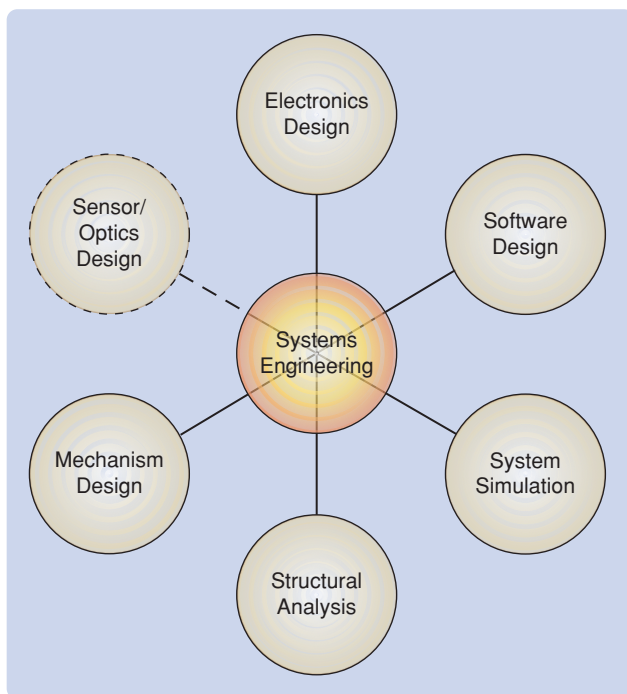 Electronics
Design
Sensor/
Optics
Design
Software
Design
Systems
Engineering
Mechanism
Design
System
Simulation
Structural
Analysis